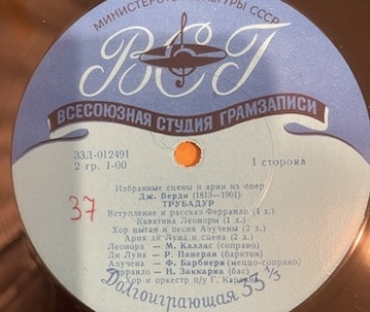 МИНИСТЕРСТВО КУЛЬТУРЫ СССР
ВСГ
ВСЕСОЮЗНАЯ СТУДИЯ ГРАМЗАПИСИ
33Д-012491
2 гр. 1-00
1 сторона
Избранные сцены и арии из опер
Дж. Верди (1813—1901)
ТРУБАДУР
37
Вступление и рассказ Феррандо (1 д.)
Каватина Леоноры (1 д.)
Хор цыган и песня Азучены (2 д.)
Ария ди Луна и сцена (2 д.)
Леонора — М. Каллас (сопрано)
Ди Луна — Р. Панераи (баритон)
Азучена — Ф. Барбиери (меццо-сопрано)
Феррандо — Н. Заккариа (бас)
Хор и оркестр п/у Г. Караяна
Долгоиграющая 33 1/3